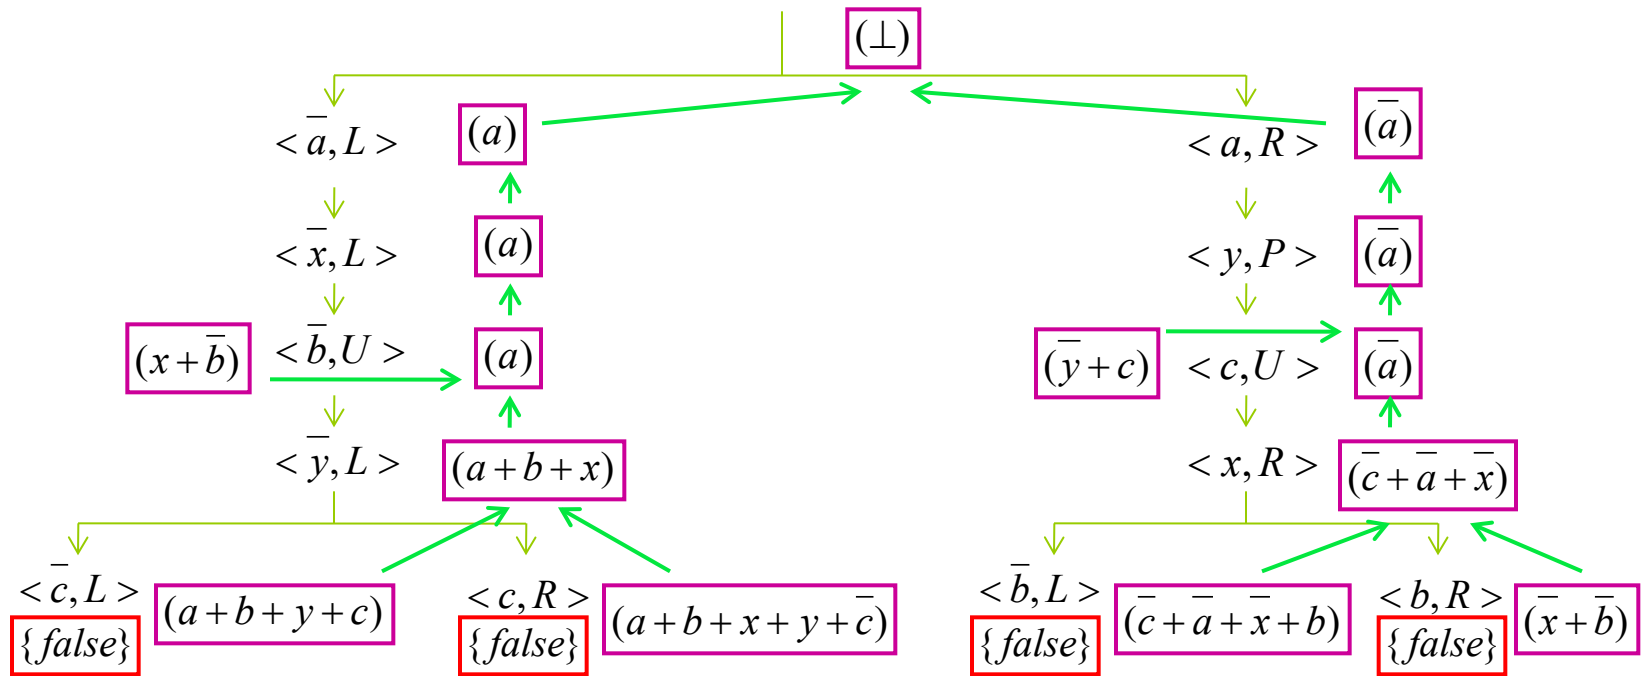 (⊥)
< a̅, L > (a) < a, R > (a̅)
< x̅, L > (a) < y, P > (a̅)
(x + b̅) < b̅, U > (a) (y̅ + c) < c, U > (a̅)
< y̅, L > (a + b + x) < x, R > (c̅ + a̅ + x̅)
< c̅, L > (a + b + y + c) < c, R > (a + b + x + y + c̅) < b̅, L > (c̅ + a̅ + x̅ + b) < b, R > (x̅ + b̅)
{false} {false} {false} {false}